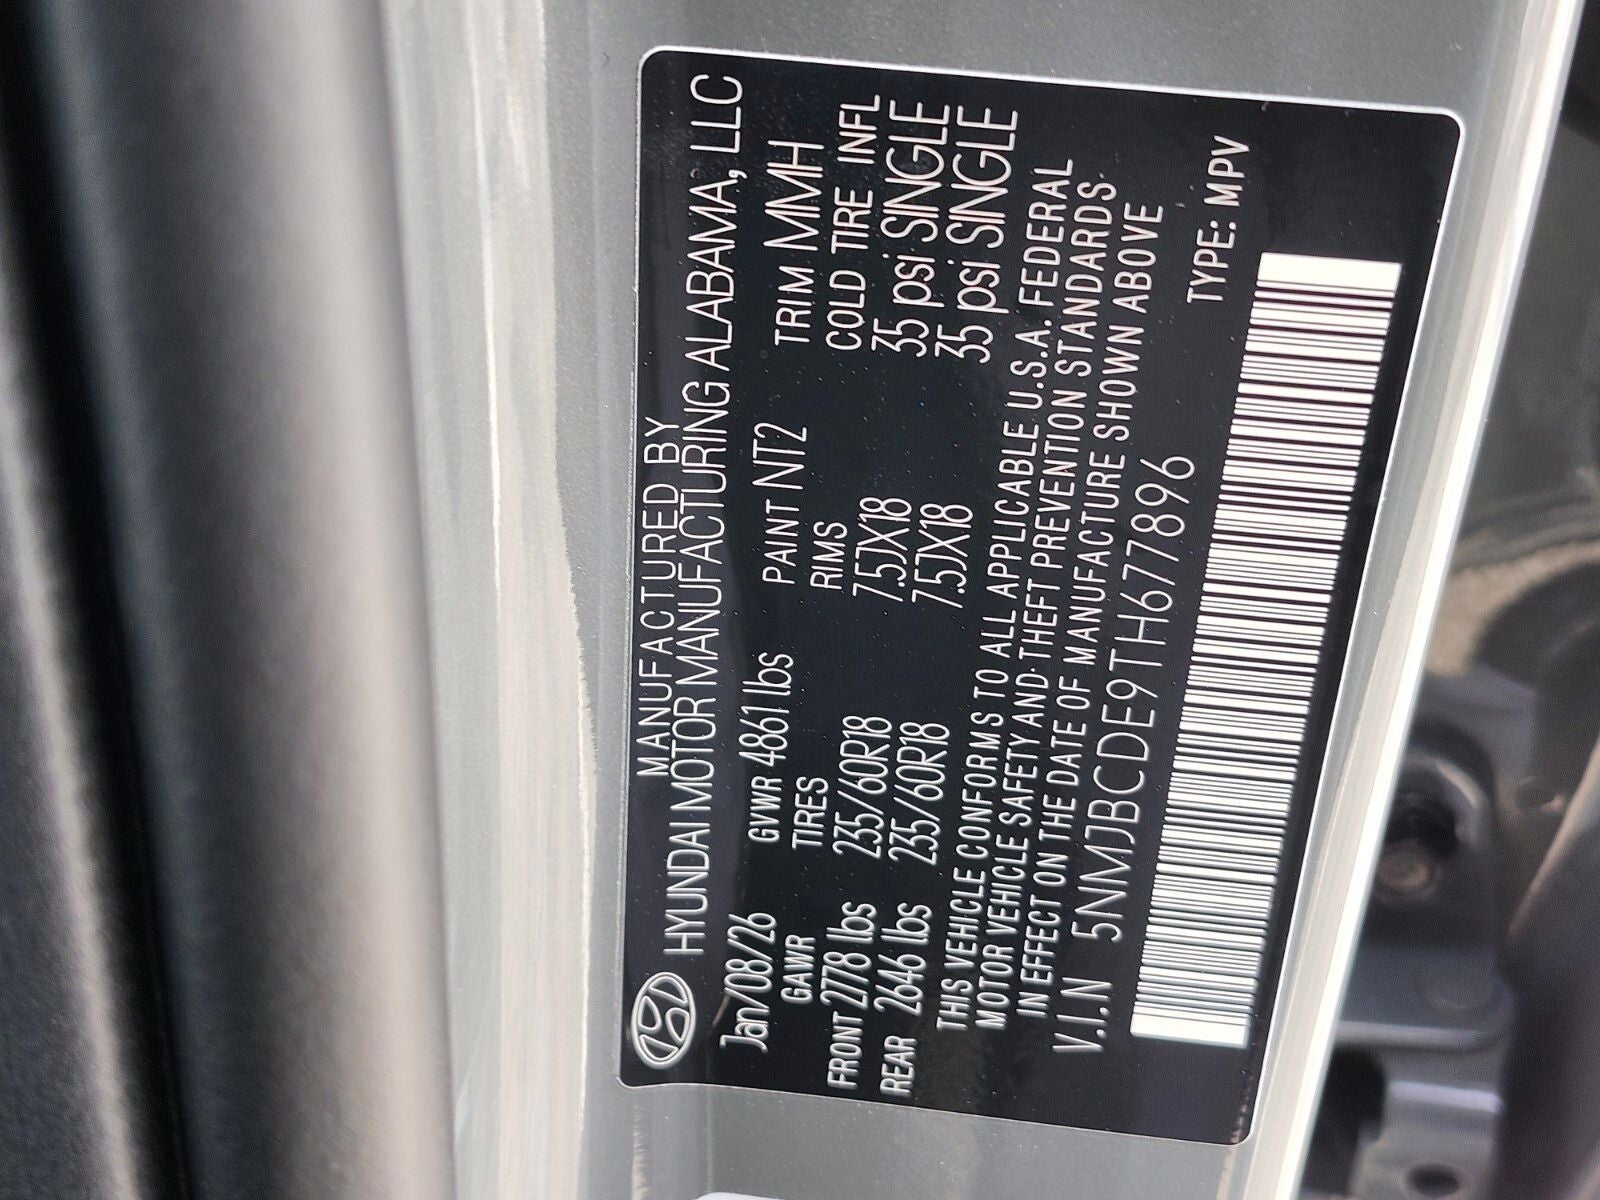 MANUFACTURED BY
HYUNDAI MOTOR MANUFACTURING ALABAMA, LLC
Jan/08/26 GVWR 4861 lbs PAINT NT2 TRIM MMH
GAWR TIRES RIMS COLD TIRE INFL
FRONT 2778 lbs 235/60R18 7.5JX18 35 psi SINGLE
REAR 2646 lbs 235/60R18 7.5JX18 35 psi SINGLE
THIS VEHICLE CONFORMS TO ALL APPLICABLE U.S.A. FEDERAL
MOTOR VEHICLE SAFETY AND THEFT PREVENTION STANDARDS
IN EFFECT ON THE DATE OF MANUFACTURE SHOWN ABOVE
V.I.N 5NMJBCDE9TH677896
TYPE: MPV